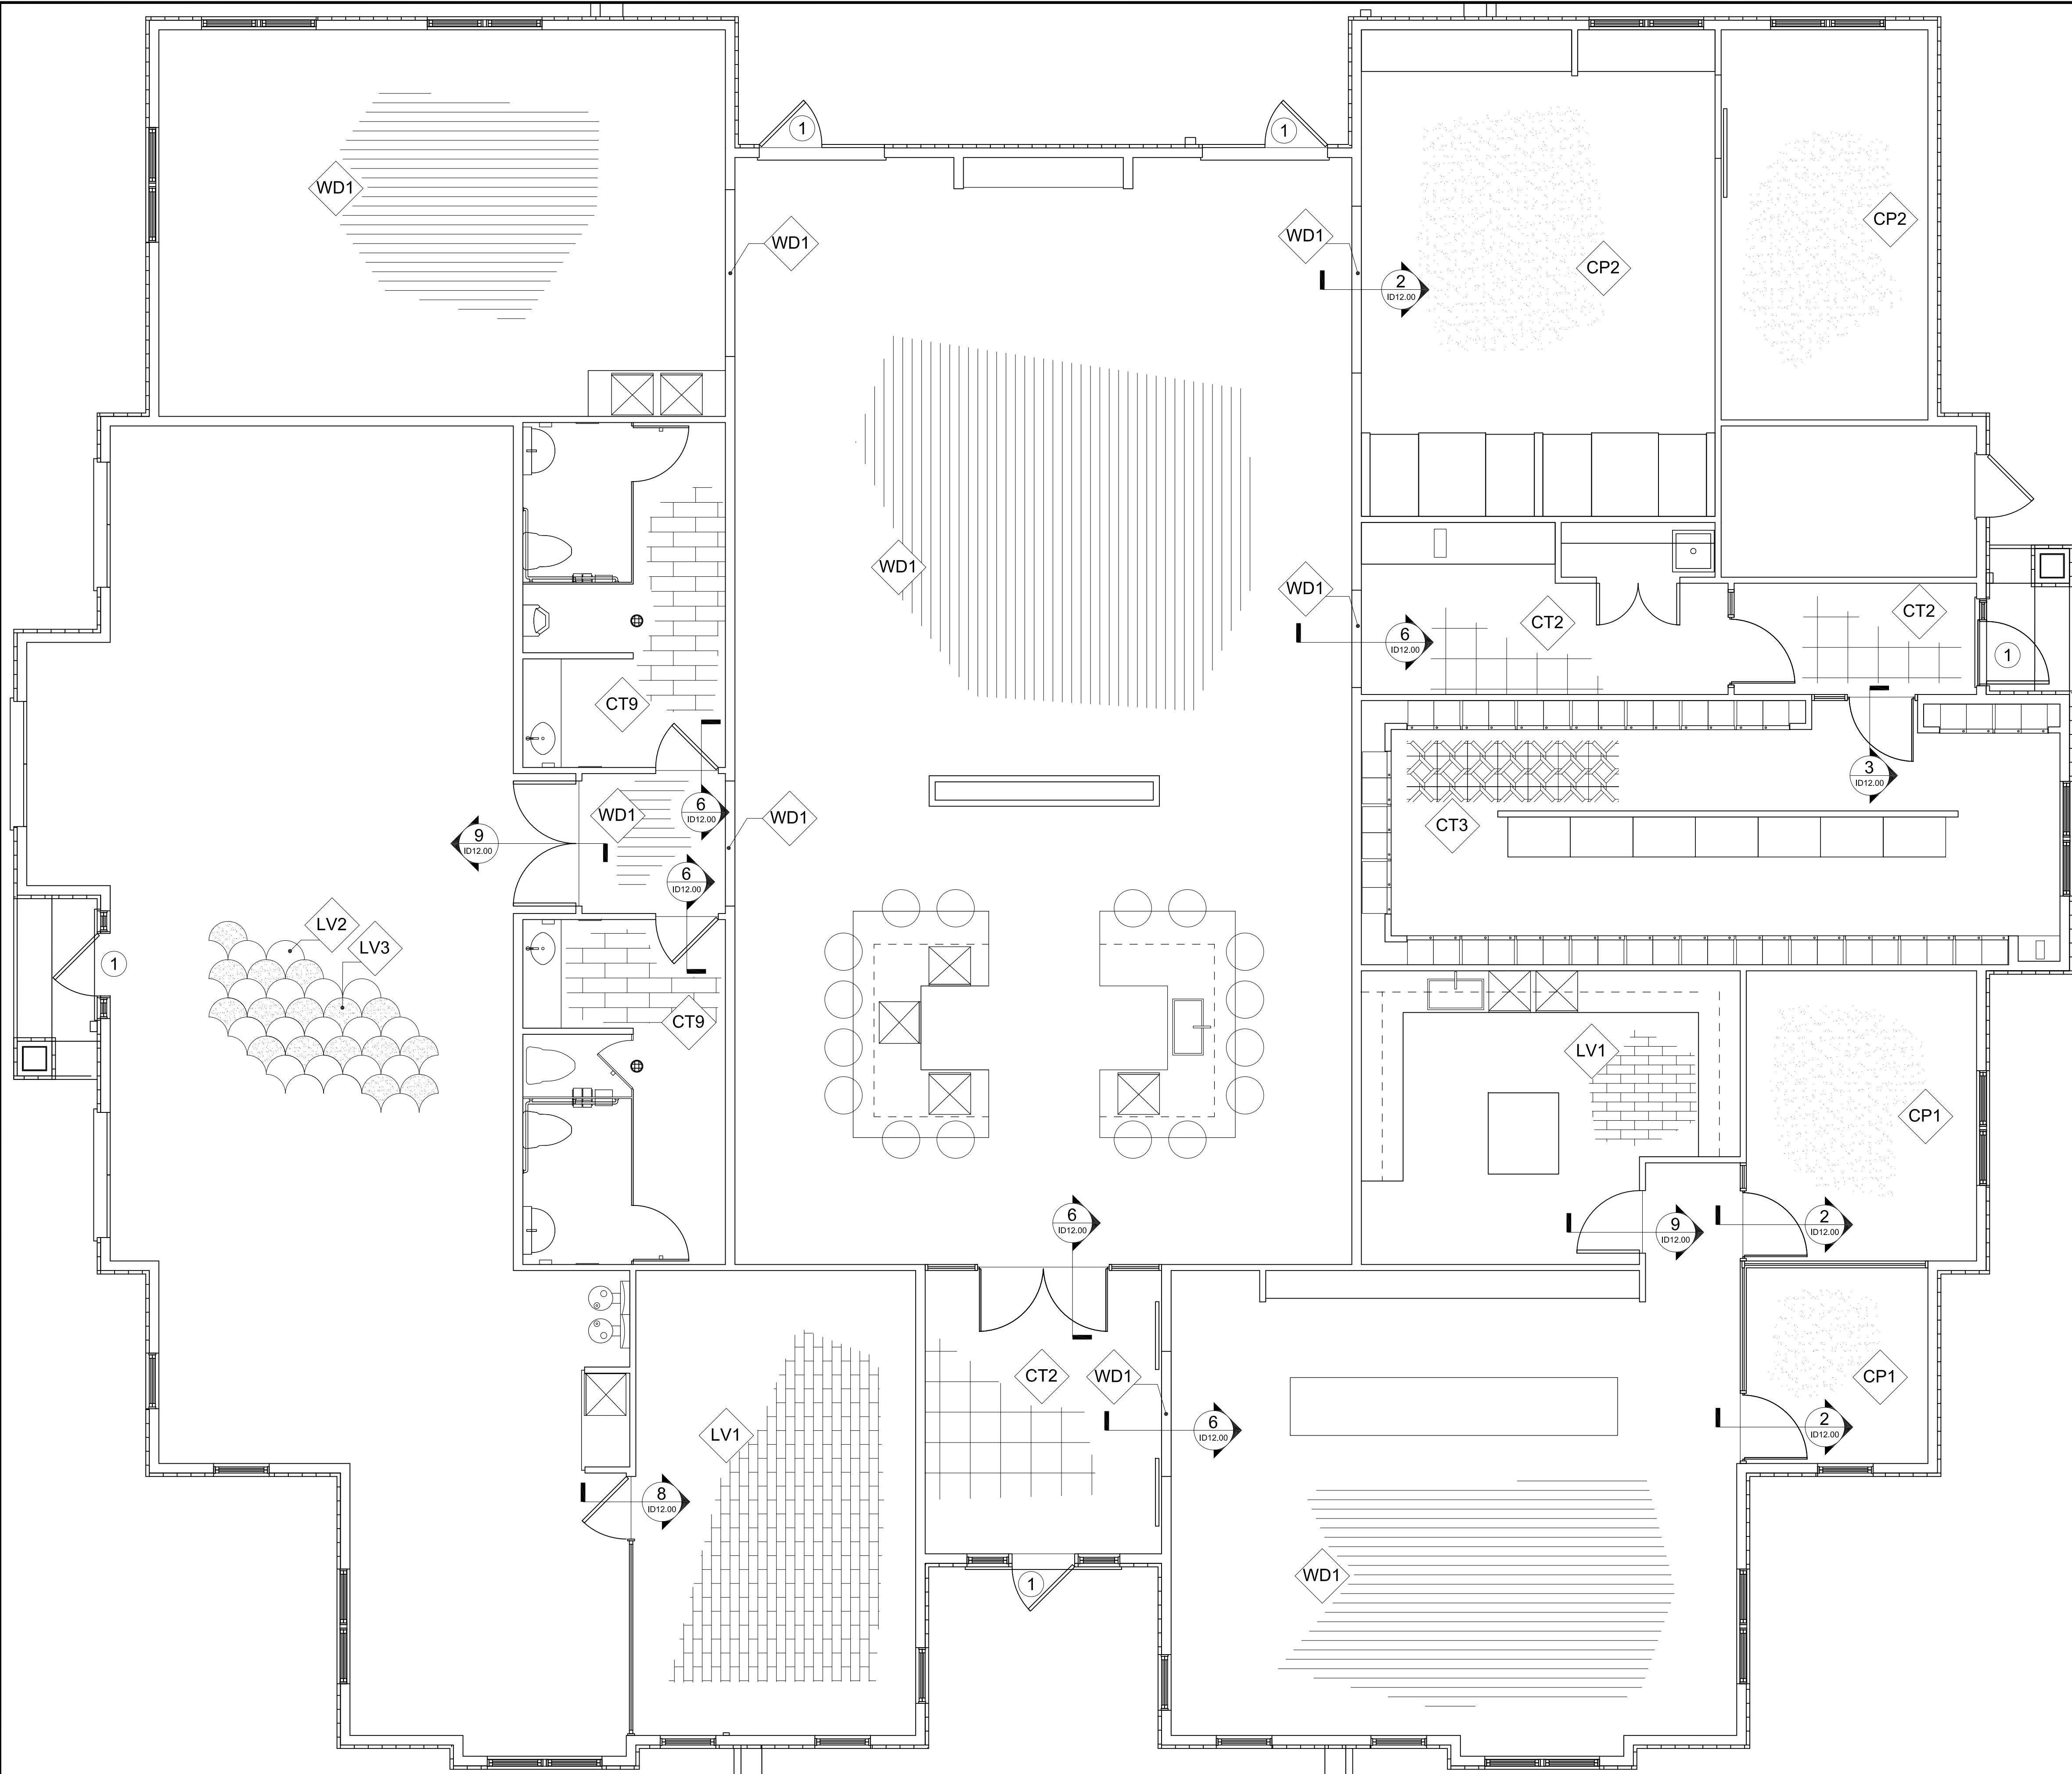 1
1
WD1
CP2
WD1
WD1
CP2
2
ID12.00
WD1
WD1
CT2
CT2
6
ID12.00
1
CT9
3
ID12.00
WD1
6
ID12.00
WD1
CT3
9
ID12.00
6
ID12.00
LV2
LV3
1
CT9
LV1
CP1
6
ID12.00
9
ID12.00
2
ID12.00
CT2
WD1
CP1
LV1
6
ID12.00
2
ID12.00
8
ID12.00
WD1
1